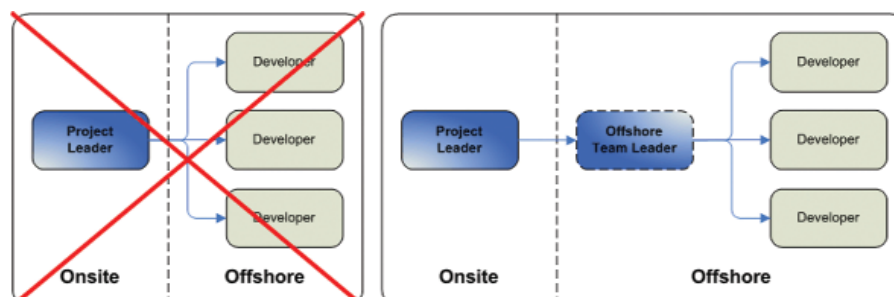 Developer
Project
Leader
Developer
Developer
Onsite
Offshore
Developer
Project
Leader
Offshore
Team Leader
Developer
Developer
Onsite
Offshore